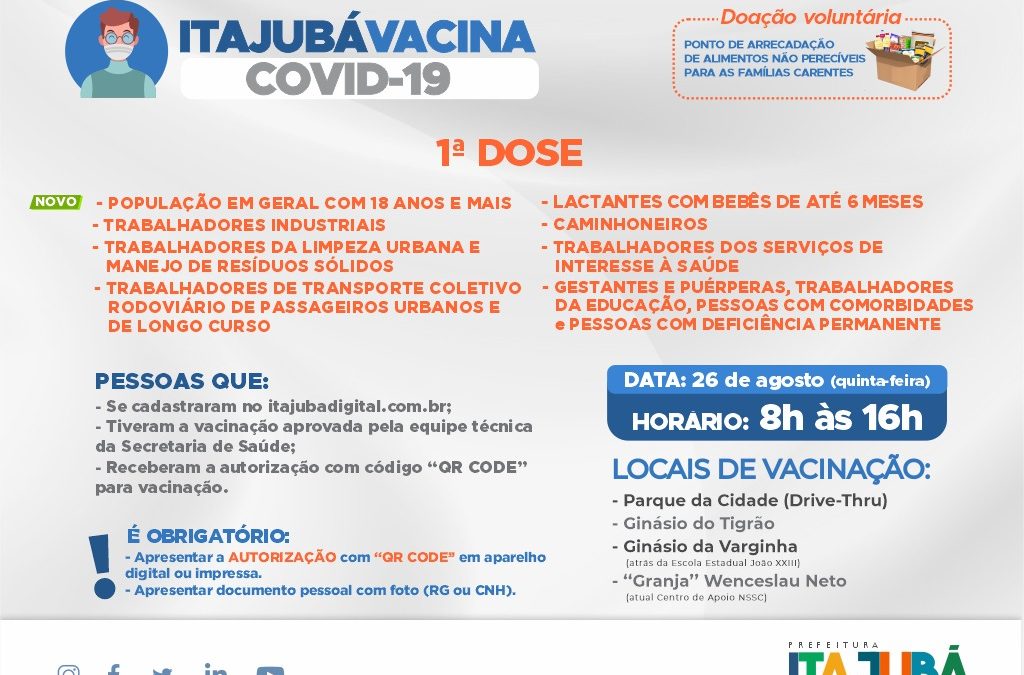 ITAJUBÁVACINA
COVID-19
Doação voluntária
PONTO DE ARRECADAÇÃO
DE ALIMENTOS NÃO PERECÍVEIS
PARA AS FAMÍLIAS CARENTES
1ª DOSE
NOVO - POPULAÇÃO EM GERAL COM 18 ANOS E MAIS
- TRABALHADORES INDUSTRIAIS
- TRABALHADORES DA LIMPEZA URBANA E
MANEJO DE RESÍDUOS SÓLIDOS
- TRABALHADORES DE TRANSPORTE COLETIVO
RODOVIÁRIO DE PASSAGEIROS URBANOS E
DE LONGO CURSO
- LACTANTES COM BEBÊS DE ATÉ 6 MESES
- CAMINHONEIROS
- TRABALHADORES DOS SERVIÇOS DE
INTERESSE À SAÚDE
- GESTANTES E PUÉRPERAS, TRABALHADORES
DA EDUCAÇÃO, PESSOAS COM COMORBIDADES
e PESSOAS COM DEFICIÊNCIA PERMANENTE
PESSOAS QUE:
- Se cadastraram no itajubadigital.com.br;
- Tiveram a vacinação aprovada pela equipe técnica
da Secretaria de Saúde;
- Receberam a autorização com código “QR CODE”
para vacinação.
! É OBRIGATÓRIO:
- Apresentar a AUTORIZAÇÃO com “QR CODE” em aparelho
digital ou impressa.
- Apresentar documento pessoal com foto (RG ou CNH).
DATA: 26 de agosto (quinta-feira)
HORÁRIO: 8h às 16h
LOCAIS DE VACINAÇÃO:
- Parque da Cidade (Drive-Thru)
- Ginásio do Tigrão
- Ginásio da Varginha
(atrás da Escola Estadual João XXIII)
- “Granja” Wenceslau Neto
(atual Centro de Apoio NSSC)
PREFEITURA
ITAJUBÁ